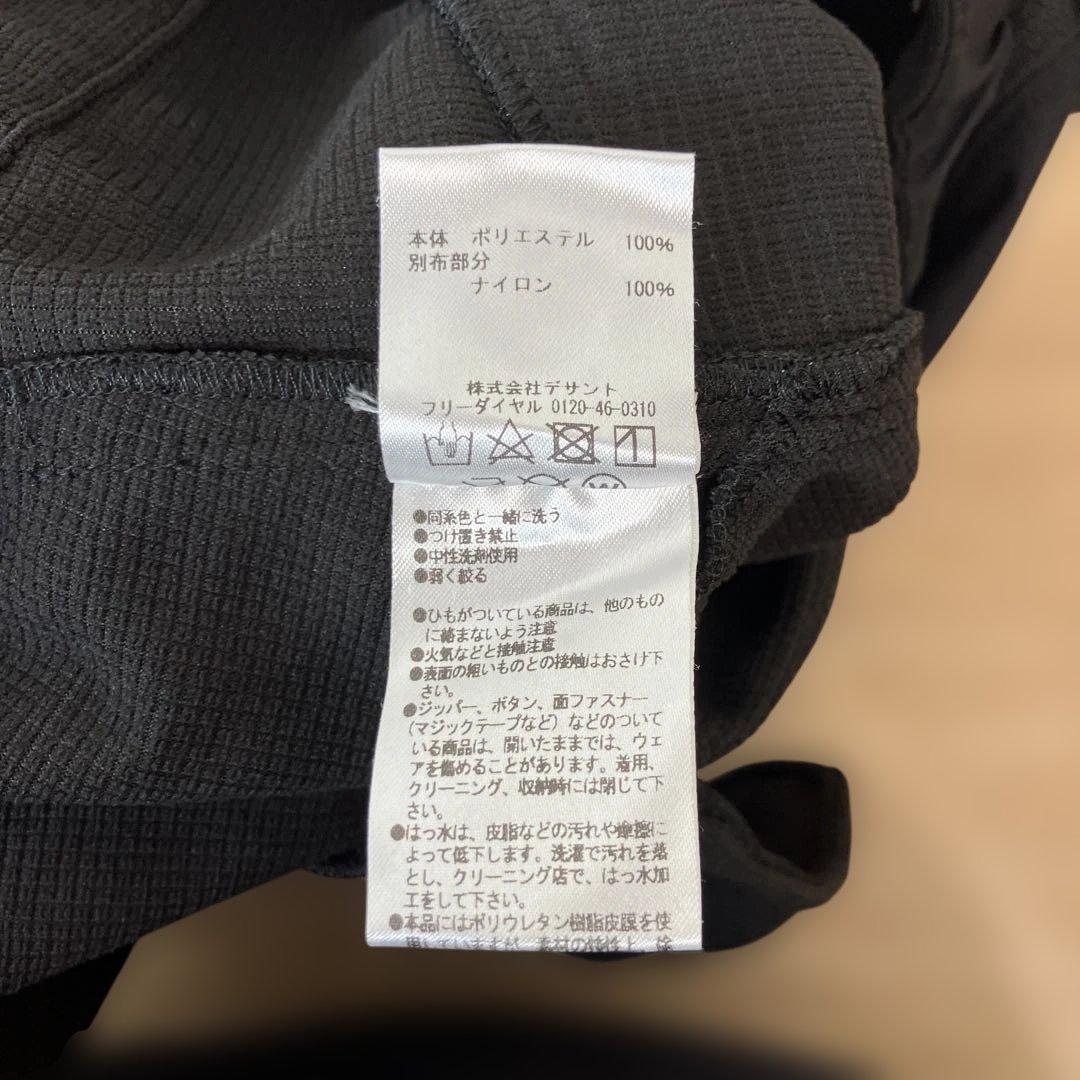 本体 ポリエステル 100%
別布部分
ナイロン 100%
株式会社デサント
フリーダイヤル 0120-46-0310
●同系色と一緒に洗う
●つけ置き禁止
●中性洗剤使用
●弱く絞る
●ひもがついている商品は、他のもの
に絡まないよう注意
●火気などと接触注意
●表面の粗いものとの接触はおさけ下
さい。
●ジッパー、ボタン、面ファスナー
(マジックテープなど) などのついて
いる商品は、開いたままでは、ウェ
アを傷めることがあります。着用、
クリーニング、収納時には閉じて下
さい。
●はっ水は、皮脂などの汚れや摩擦に
よって低下します。洗濯で汚れを落
とし、クリーニング店で、はっ水加
工をして下さい。
●本品にはポリウレタン樹脂皮膜を使